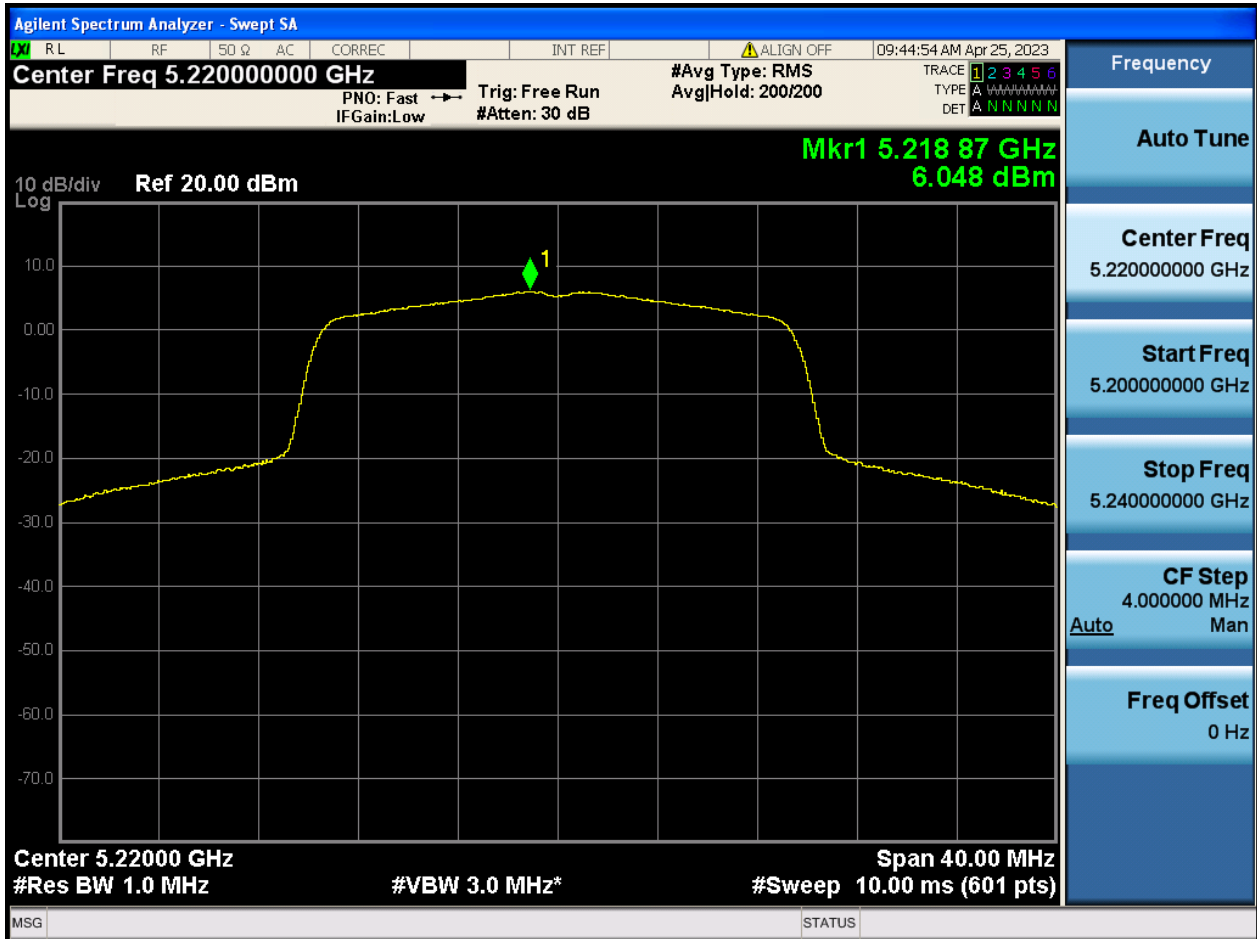 Agilent Spectrum Analyzer - Swept SA
LXI RL RF 50 Ω AC CORREC INT REF ALIGN OFF 09:44:54 AM Apr 25, 2023
Center Freq 5.220000000 GHz
PNO: Fast
IFGain:Low
Trig: Free Run
#Atten: 30 dB
#Avg Type: RMS
Avg|Hold: 200/200
TRACE 1 2 3 4 5 6
TYPE A WWWWW
DET A N N N N N
Mkr1 5.218 87 GHz
6.048 dBm
10 dB/div Ref 20.00 dBm
Log
1
10.0
0.00
-10.0
-20.0
-30.0
-40.0
-50.0
-60.0
-70.0
Center 5.22000 GHz Span 40.00 MHz
#Res BW 1.0 MHz #VBW 3.0 MHz* #Sweep 10.00 ms (601 pts)
MSG STATUS
Frequency
Auto Tune
Center Freq
5.220000000 GHz
Start Freq
5.200000000 GHz
Stop Freq
5.240000000 GHz
CF Step
4.000000 MHz
Auto Man
Freq Offset
0 Hz